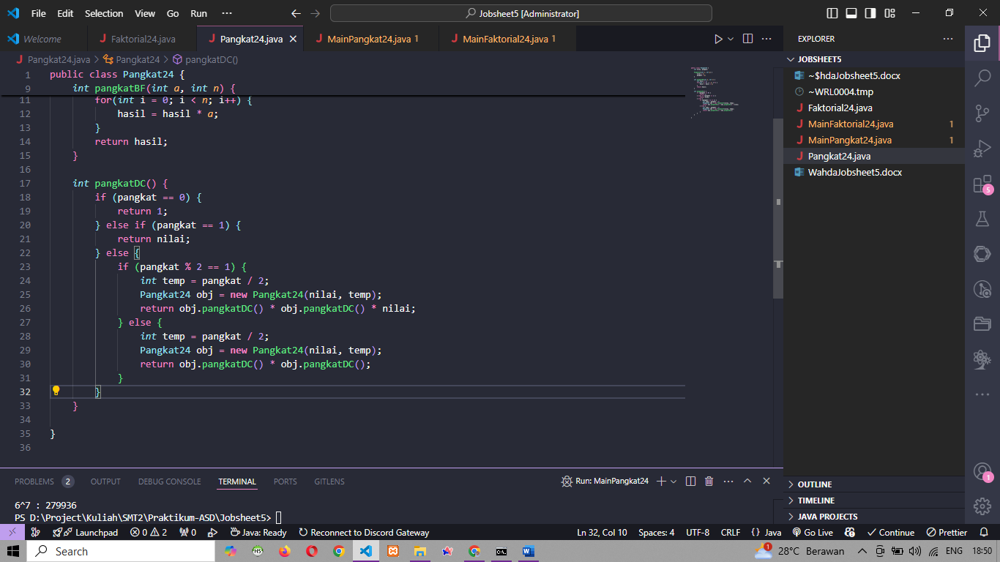 File Edit Selection View Go Run ··· Jobsheet5 [Administrator]
Welcome Faktorial24.java Pangkat24.java MainPangkat24.java 1 MainFaktorial24.java 1
Pangkat24.java > Pangkat24 > pangkatDC()
1 public class Pangkat24 {
9 int pangkatBF(int a, int n) {
11 for(int i = 0; i < n; i++) {
12 hasil = hasil * a;
13 }
14 return hasil;
15 }
16
17 int pangkatDC() {
18 if (pangkat == 0) {
19 return 1;
20 } else if (pangkat == 1) {
21 return nilai;
22 } else {
23 if (pangkat % 2 == 1) {
24 int temp = pangkat / 2;
25 Pangkat24 obj = new Pangkat24(nilai, temp);
26 return obj.pangkatDC() * obj.pangkatDC() * nilai;
27 } else {
28 int temp = pangkat / 2;
29 Pangkat24 obj = new Pangkat24(nilai, temp);
30 return obj.pangkatDC() * obj.pangkatDC();
31 }
32 }
33 }
34
35 }
36
EXPLORER
JOBSHEET5
~$hdaJobsheet5.docx
~WRL0004.tmp
Faktorial24.java
MainFaktorial24.java 1
MainPangkat24.java 1
Pangkat24.java
WahdaJobsheet5.docx
OUTLINE
TIMELINE
JAVA PROJECTS
5
1
PROBLEMS 2 OUTPUT DEBUG CONSOLE TERMINAL PORTS GITLENS Run: MainPangkat24
6^7 : 279936
PS D:\Project\Kuliah\SMT2\Praktikum-ASD\Jobsheet5>
Launchpad 0 2 0 Java: Ready Reconnect to Discord Gateway Ln 32, Col 10 Spaces: 4 UTF-8 CRLF {} Java Go Live Continue Prettier
Search 1 28°C Berawan ENG 18:50